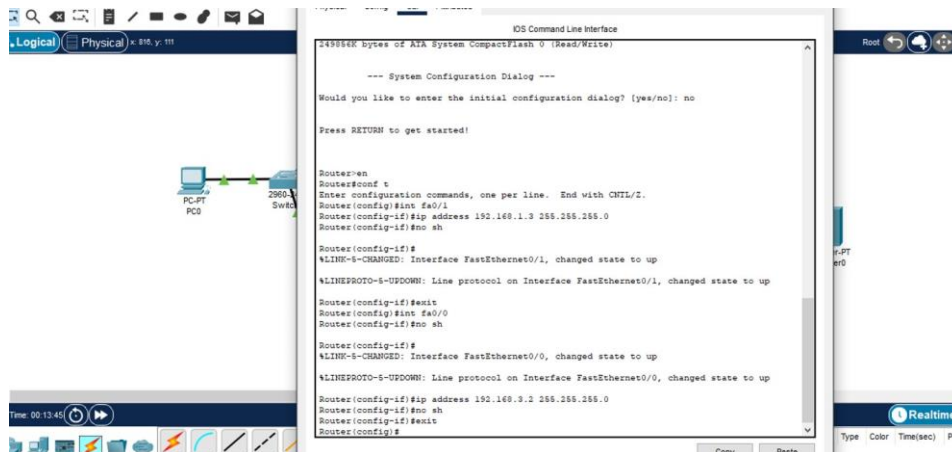 IOS Command Line Interface
Logical
Physical
x: 816, y: 111
Root
249856K bytes of ATA System CompactFlash 0 (Read/Write)
--- System Configuration Dialog ---
Would you like to enter the initial configuration dialog? [yes/no]: no
Press RETURN to get started!
Router>en
Router#conf t
Enter configuration commands, one per line.  End with CNTL/Z.
Router(config)#int fa0/1
Router(config-if)#ip address 192.168.1.3 255.255.255.0
Router(config-if)#no sh
Router(config-if)#
%LINK-5-CHANGED: Interface FastEthernet0/1, changed state to up
%LINEPROTO-5-UPDOWN: Line protocol on Interface FastEthernet0/1, changed state to up
Router(config-if)#exit
Router(config)#int fa0/0
Router(config-if)#no sh
Router(config-if)#
%LINK-5-CHANGED: Interface FastEthernet0/0, changed state to up
%LINEPROTO-5-UPDOWN: Line protocol on Interface FastEthernet0/0, changed state to up
Router(config-if)#ip address 192.168.3.2 255.255.255.0
Router(config-if)#no sh
Router(config-if)#exit
Router(config)#
PC-PT
PC0
2960-
Switc
r-PT
er0
Time: 00:13:45
Realtime
Copy
Paste
Type Color Time(sec) P